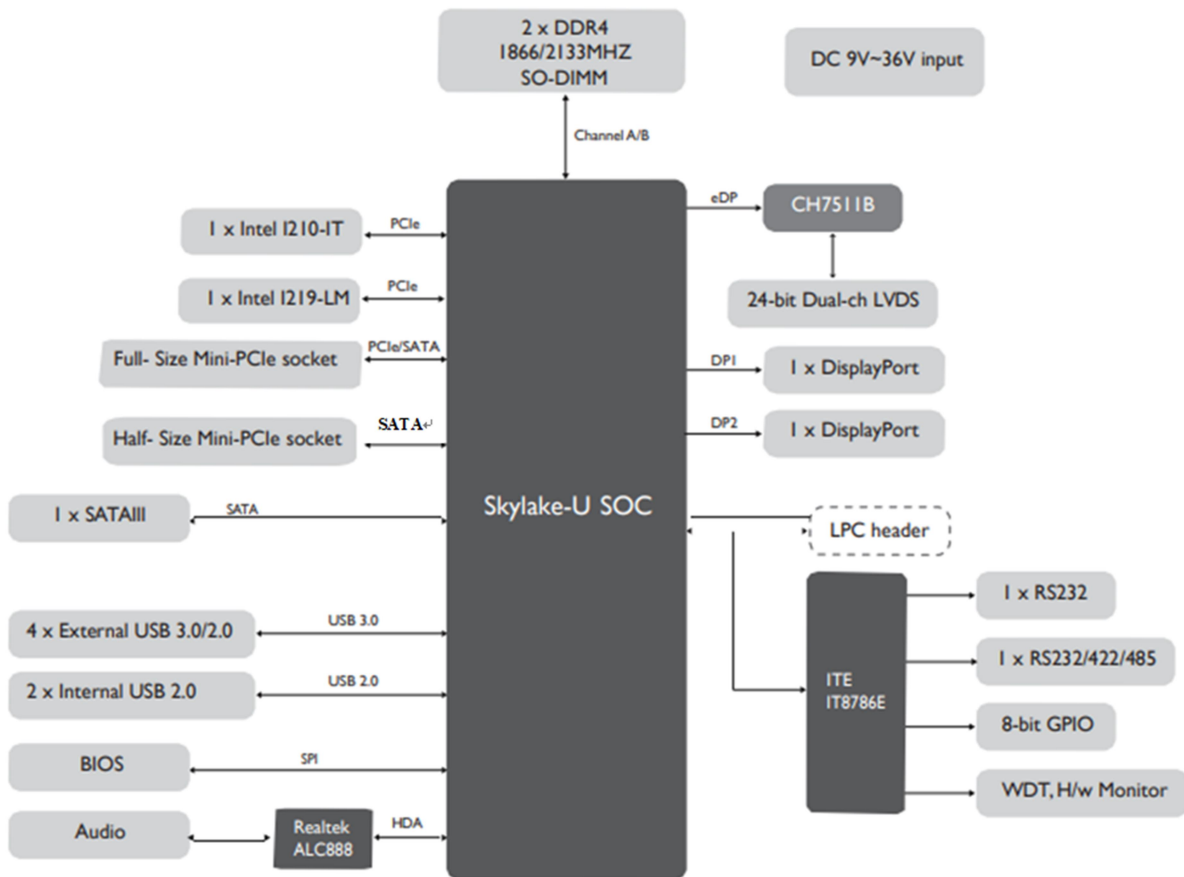 2 x DDR4
1866/2133MHZ
SO-DIMM
DC 9V~36V input
Channel A/B
eDP
CH7511B
1 x Intel I210-IT
PCIe
24-bit Dual-ch LVDS
1 x Intel I219-LM
PCIe
Full- Size Mini-PCIe socket
PCIe/SATA
DP1
1 x DisplayPort
Half- Size Mini-PCIe socket
SATA↵
DP2
1 x DisplayPort
Skylake-U SOC
1 x SATAIII
SATA
LPC header
1 x RS232
4 x External USB 3.0/2.0
USB 3.0
1 x RS232/422/485
2 x Internal USB 2.0
USB 2.0
ITE
IT8786E
8-bit GPIO
BIOS
SPI
WDT, H/w Monitor
Audio
Realtek
ALC888
HDA